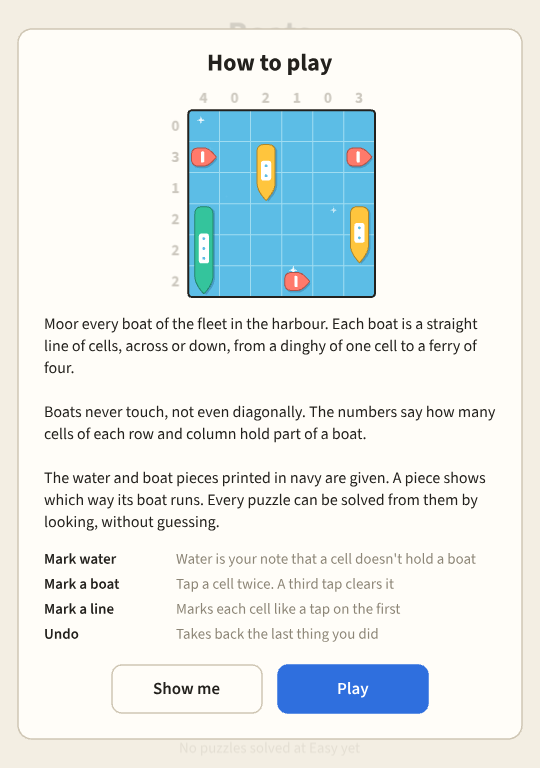 Boats
How to play
4 0 2 1 0 3
0
3
1
2
2
2
Moor every boat of the fleet in the harbour. Each boat is a straight
line of cells, across or down, from a dinghy of one cell to a ferry of
four.
Boats never touch, not even diagonally. The numbers say how many
cells of each row and column hold part of a boat.
The water and boat pieces printed in navy are given. A piece shows
which way its boat runs. Every puzzle can be solved from them by
looking, without guessing.
Mark water Water is your note that a cell doesn't hold a boat
Mark a boat Tap a cell twice. A third tap clears it
Mark a line Marks each cell like a tap on the first
Undo Takes back the last thing you did
Show me Play
No puzzles solved at Easy yet